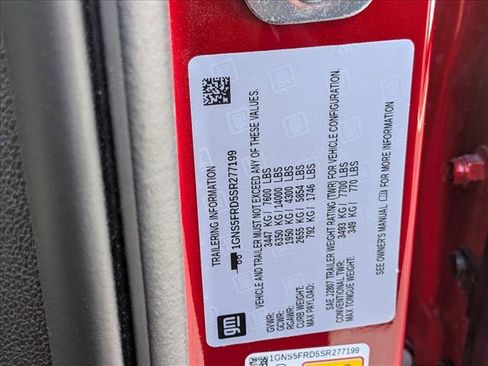 TRAILERING INFORMATION
1GNS5FRD5SR277199
VEHICLE AND TRAILER MUST NOT EXCEED ANY OF THESE VALUES.
GVWR: 3447 KG / 7600 LBS
GCWR: 6350 KG / 14000 LBS
RGAWR: 1950 KG / 4300 LBS
CURB WEIGHT: 2655 KG / 5854 LBS
MAX PAYLOAD: 792 KG / 1746 LBS
SAE J2807 TRAILER WEIGHT RATING (TWR) FOR VEHICLE CONFIGURATION.
CONVENTIONAL TWR: 3493 KG / 7700 LBS
MAX TONGUE WEIGHT: 349 KG / 770 LBS
SEE OWNER'S MANUAL FOR MORE INFORMATION
gm
1GNS5FRD5SR277199